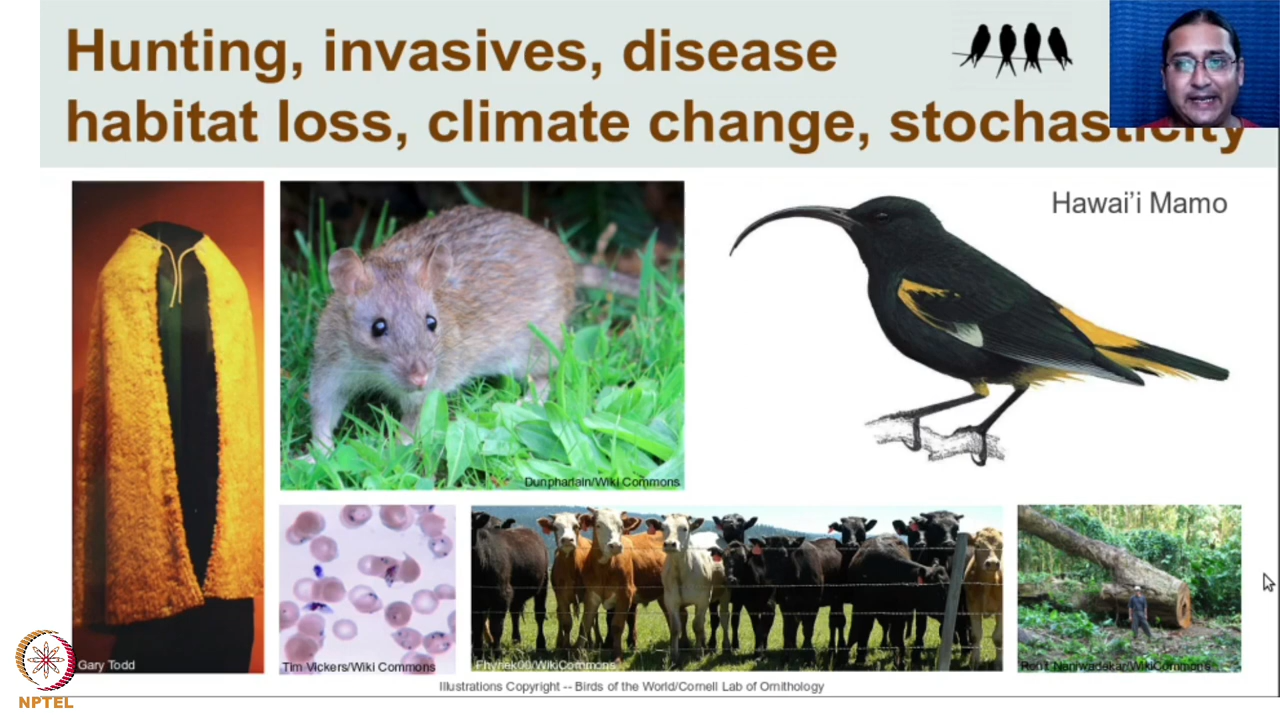 Hunting, invasives, disease
habitat loss, climate change, stochasticity
Hawai'i Mamo
Dunpharlain/Wiki Commons
Gary Todd
Tim Vickers/Wiki Commons
Fhynek00/WikiCommons
Rohit Naniwadekar/WikiCommons
Illustrations Copyright -- Birds of the World/Cornell Lab of Ornithology
NPTEL